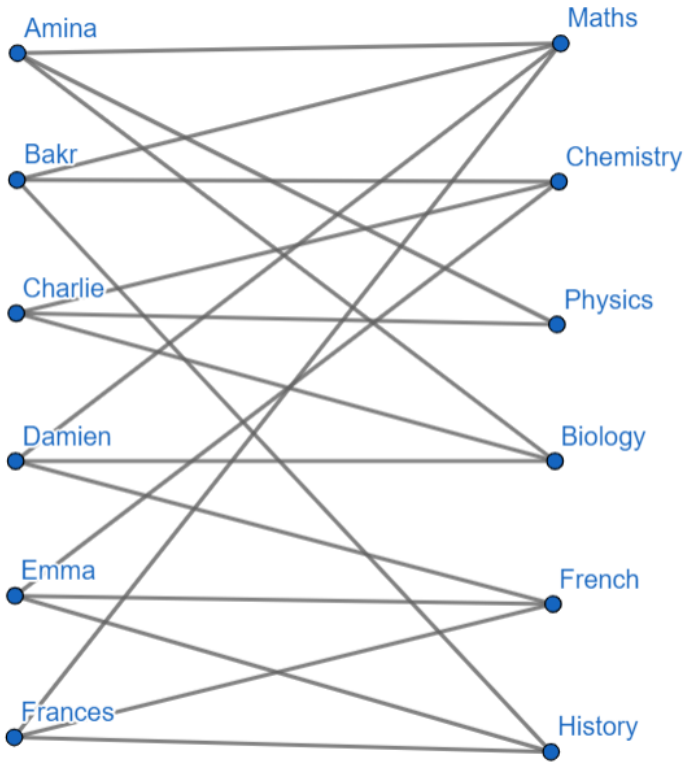 Amina
Maths
Bakr
Chemistry
Charlie
Physics
Damien
Biology
Emma
French
Frances
History